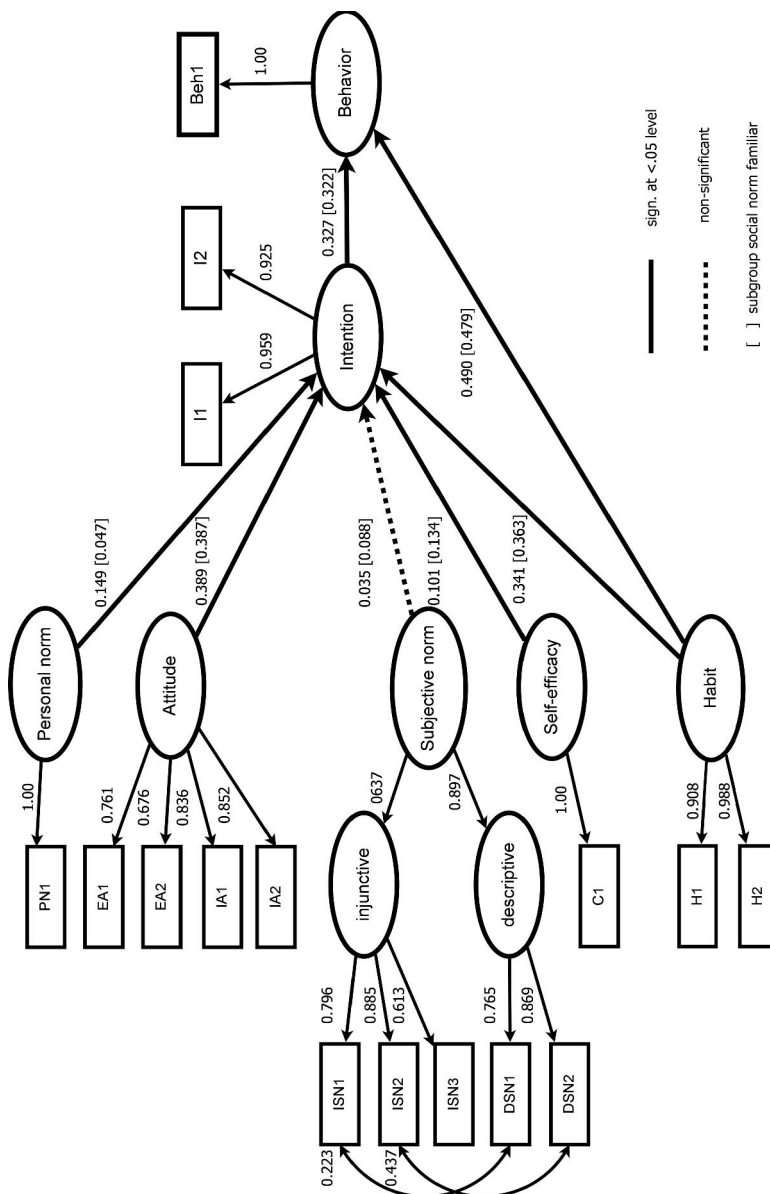 Beh1
1.00
Behavior
I1
I2
0.959
0.925
Intention
0.327 [0.322]
Personal norm
1.00
PN1
0.149 [0.047]
Attitude
0.761
0.676
0.836
0.852
EA1
EA2
IA1
IA2
0.389 [0.387]
Subjective norm
0.035 [0.088]
0637
0.897
injunctive
descriptive
0.796
0.885
0.613
ISN1
ISN2
ISN3
0.765
0.869
DSN1
DSN2
0.223
0.437
Self-efficacy
1.00
C1
0.101 [0.134]
Habit
0.908
0.988
H1
H2
0.341 [0.363]
0.490 [0.479]
sign. at <.05 level
non-significant
[ ] subgroup social norm familiar